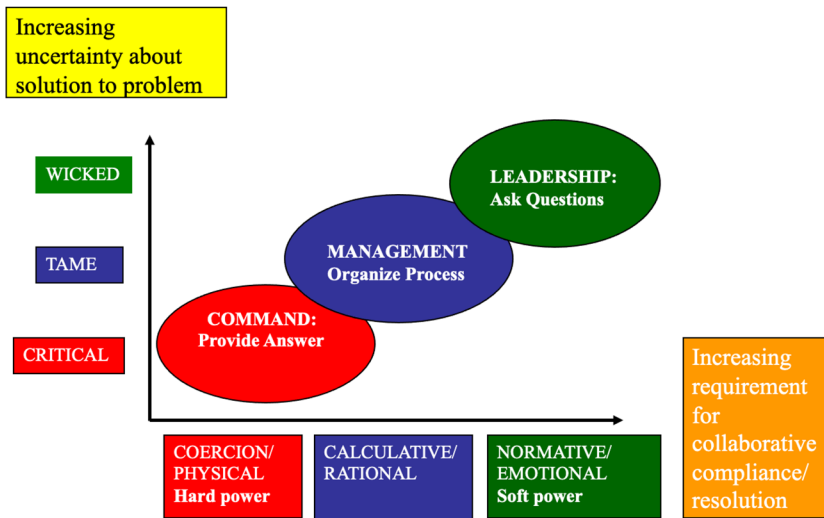 Increasing
uncertainty about
solution to problem
WICKED
LEADERSHIP:
Ask Questions
TAME
MANAGEMENT
Organize Process
COMMAND:
Provide Answer
CRITICAL
Increasing
requirement
for
collaborative
compliance/
resolution
COERCION/
PHYSICAL
Hard power
CALCULATIVE/
RATIONAL
NORMATIVE/
EMOTIONAL
Soft power